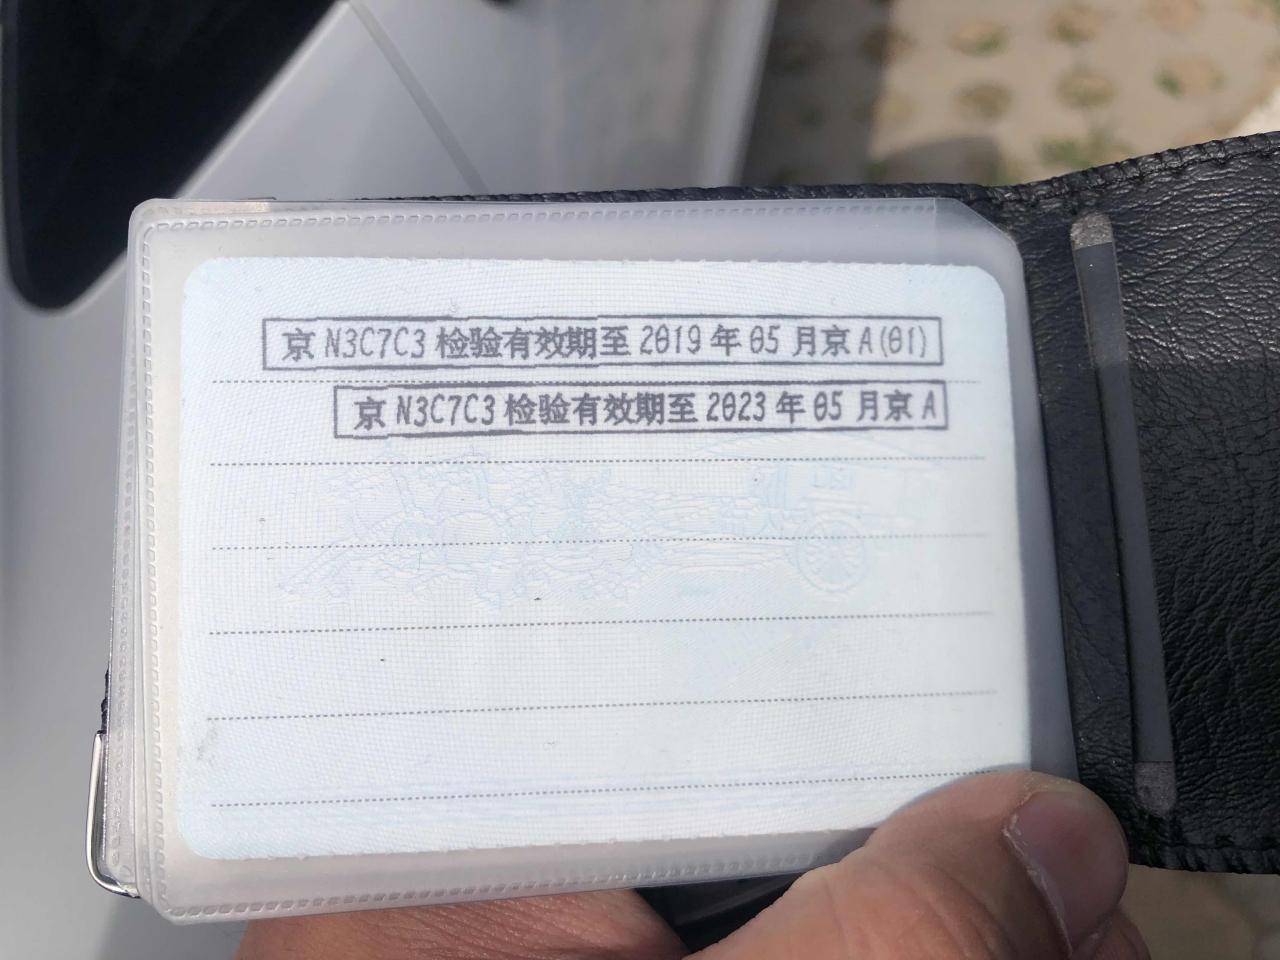 京 N3C7C3 检验有效期至 2019 年 05 月京 A(01)
京 N3C7C3 检验有效期至 2023 年 05 月京 A